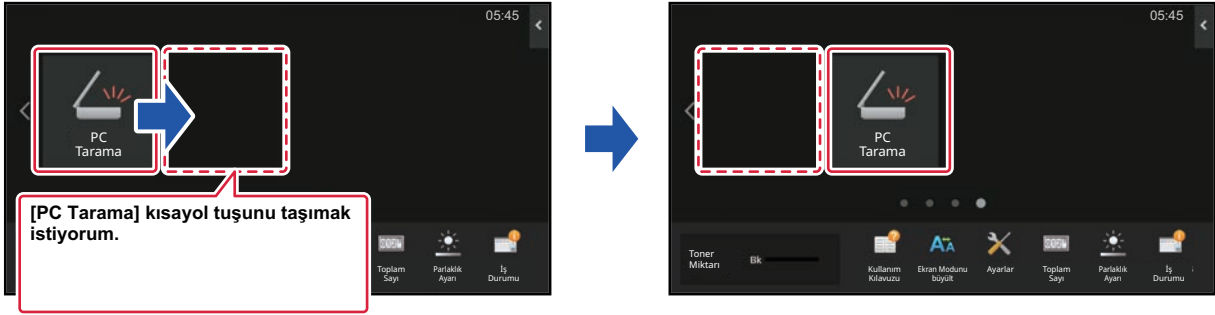 05:45
PC
Tarama
[PC Tarama] kısayol tuşunu taşımak
istiyorum.
Toplam
Sayı
Parlaklık
Ayarı
İş
Durumu
05:45
PC
Tarama
Toner
Miktarı
Bk
Kullanım
Kılavuzu
Ekran Modunu
büyült
Ayarlar
Toplam
Sayı
Parlaklık
Ayarı
İş
Durumu